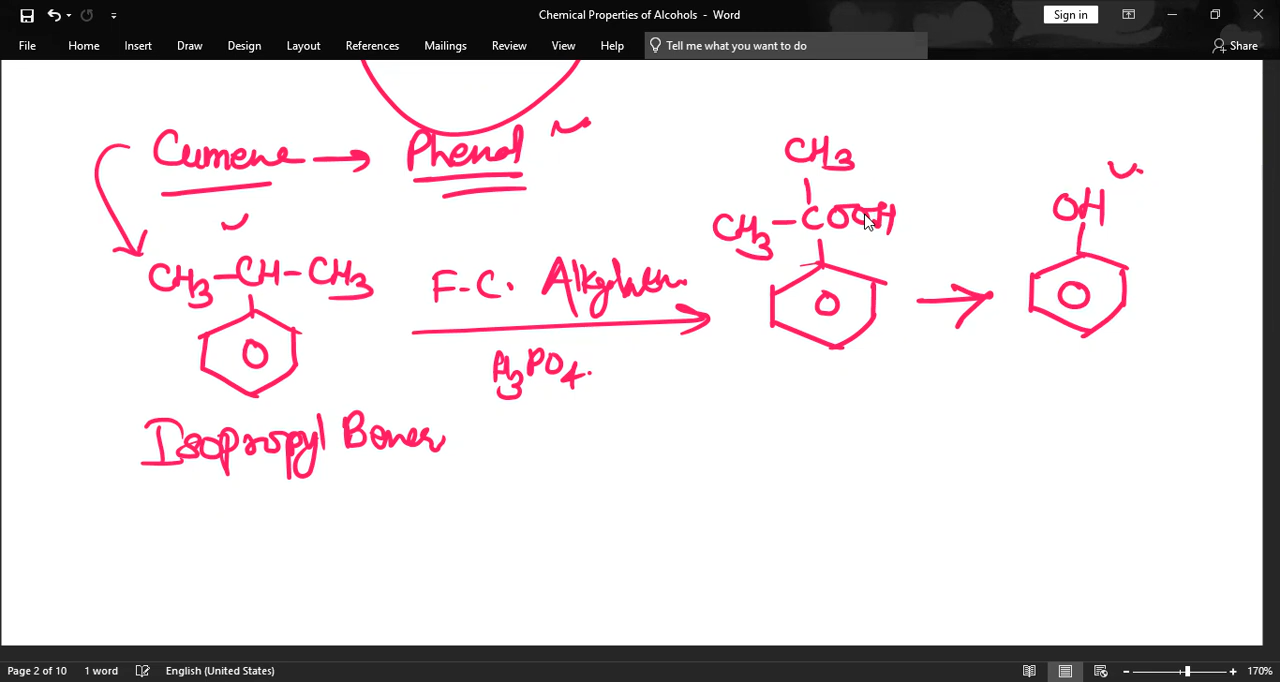 Chemical Properties of Alcohols - Word
Sign in
File Home Insert Draw Design Layout References Mailings Review View Help Tell me what you want to do Share
Cumene → Phenol
CH3
OH
CH3-COOH
CH3-CH-CH3
F-C. Alkylation
H3PO4.
Isopropyl
Page 2 of 10 1 word English (United States) 170%